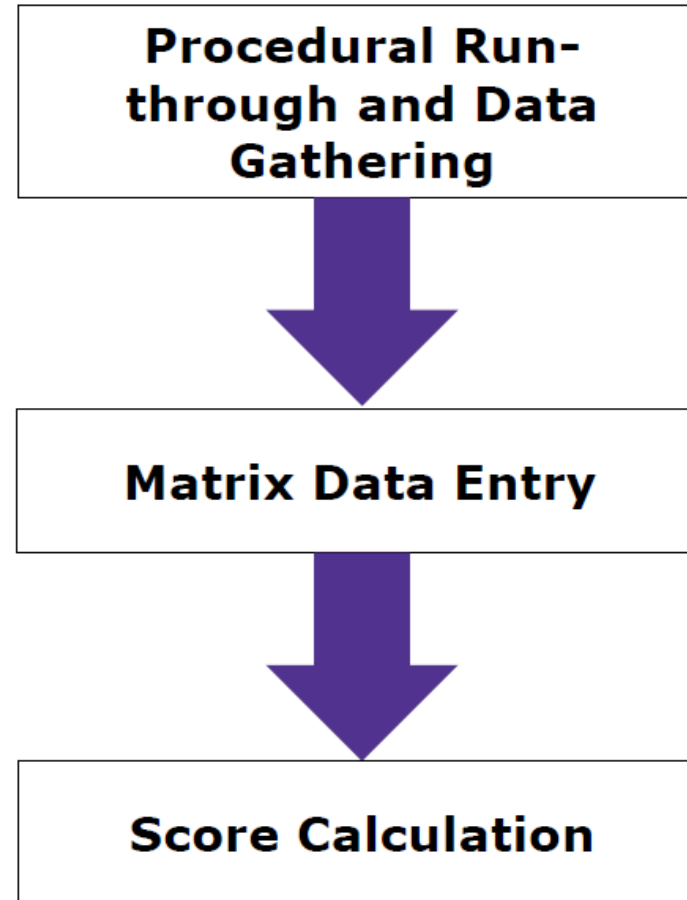 Procedural Run-
through and Data
Gathering
Matrix Data Entry
Score Calculation